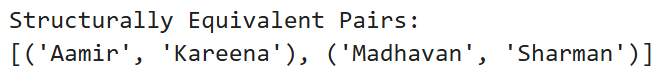 Structurally Equivalent Pairs:
[('Aamir', 'Kareena'), ('Madhavan', 'Sharman')]